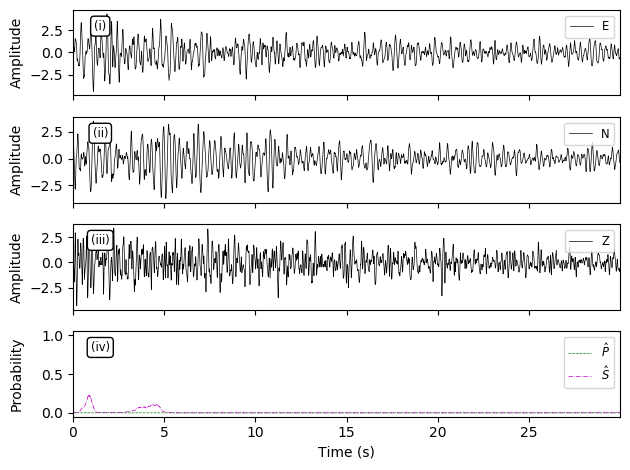 (i)
E
Amplitude
2.5
0.0
−2.5
(ii)
N
Amplitude
2.5
0.0
−2.5
(iii)
Z
Amplitude
2.5
0.0
−2.5
(iv)
P̂
Ŝ
Probability
1.0
0.5
0.0
0 5 10 15 20 25
Time (s)